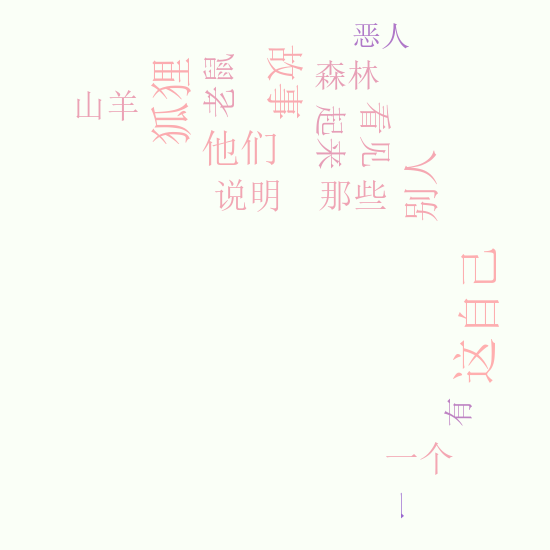 恶人
森林
故事
老鼠
狐狸
山羊
起来
看见
他们
别人
说明
那些
自己
这
有
一个
一